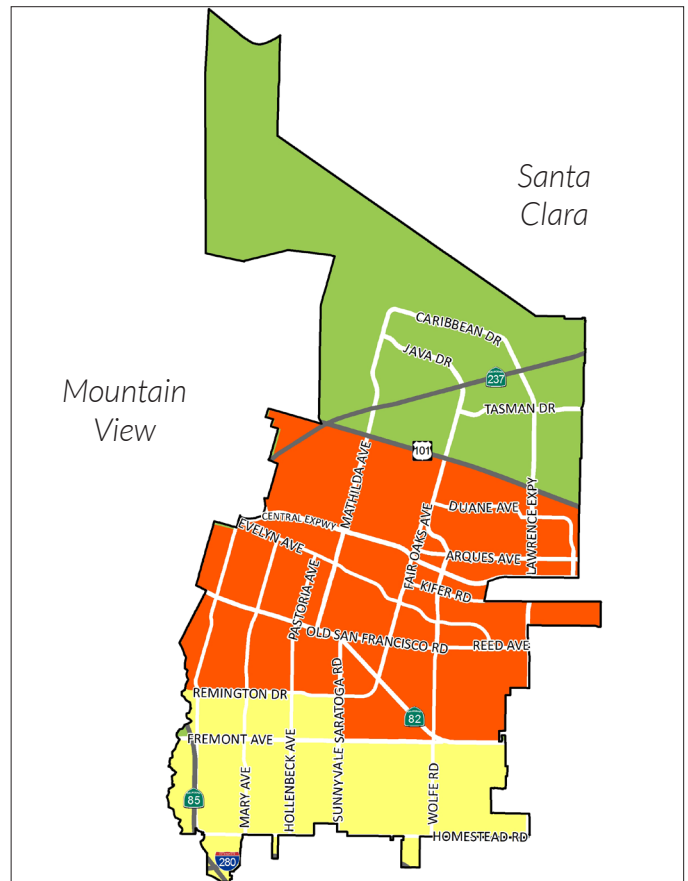 Santa
Clara
CARIBBEAN DR
JAVA DR
237
Mountain
View
TASMAN DR
101
MATHILDA AVE
DUANE AVE
CENTRAL EXPWY
EVELYN AVE
FAIR OAKS AVE
LAWRENCE EXPY
ARQUES AVE
PASTORIA AVE
KIFER RD
OLD SAN FRANCISCO RD
REED AVE
REMINGTON DR
SUNNYVALE SARATOGA RD
82
FREMONT AVE
HOLLENBECK AVE
MARY AVE
WOLFE RD
85
HOMESTEAD RD
280